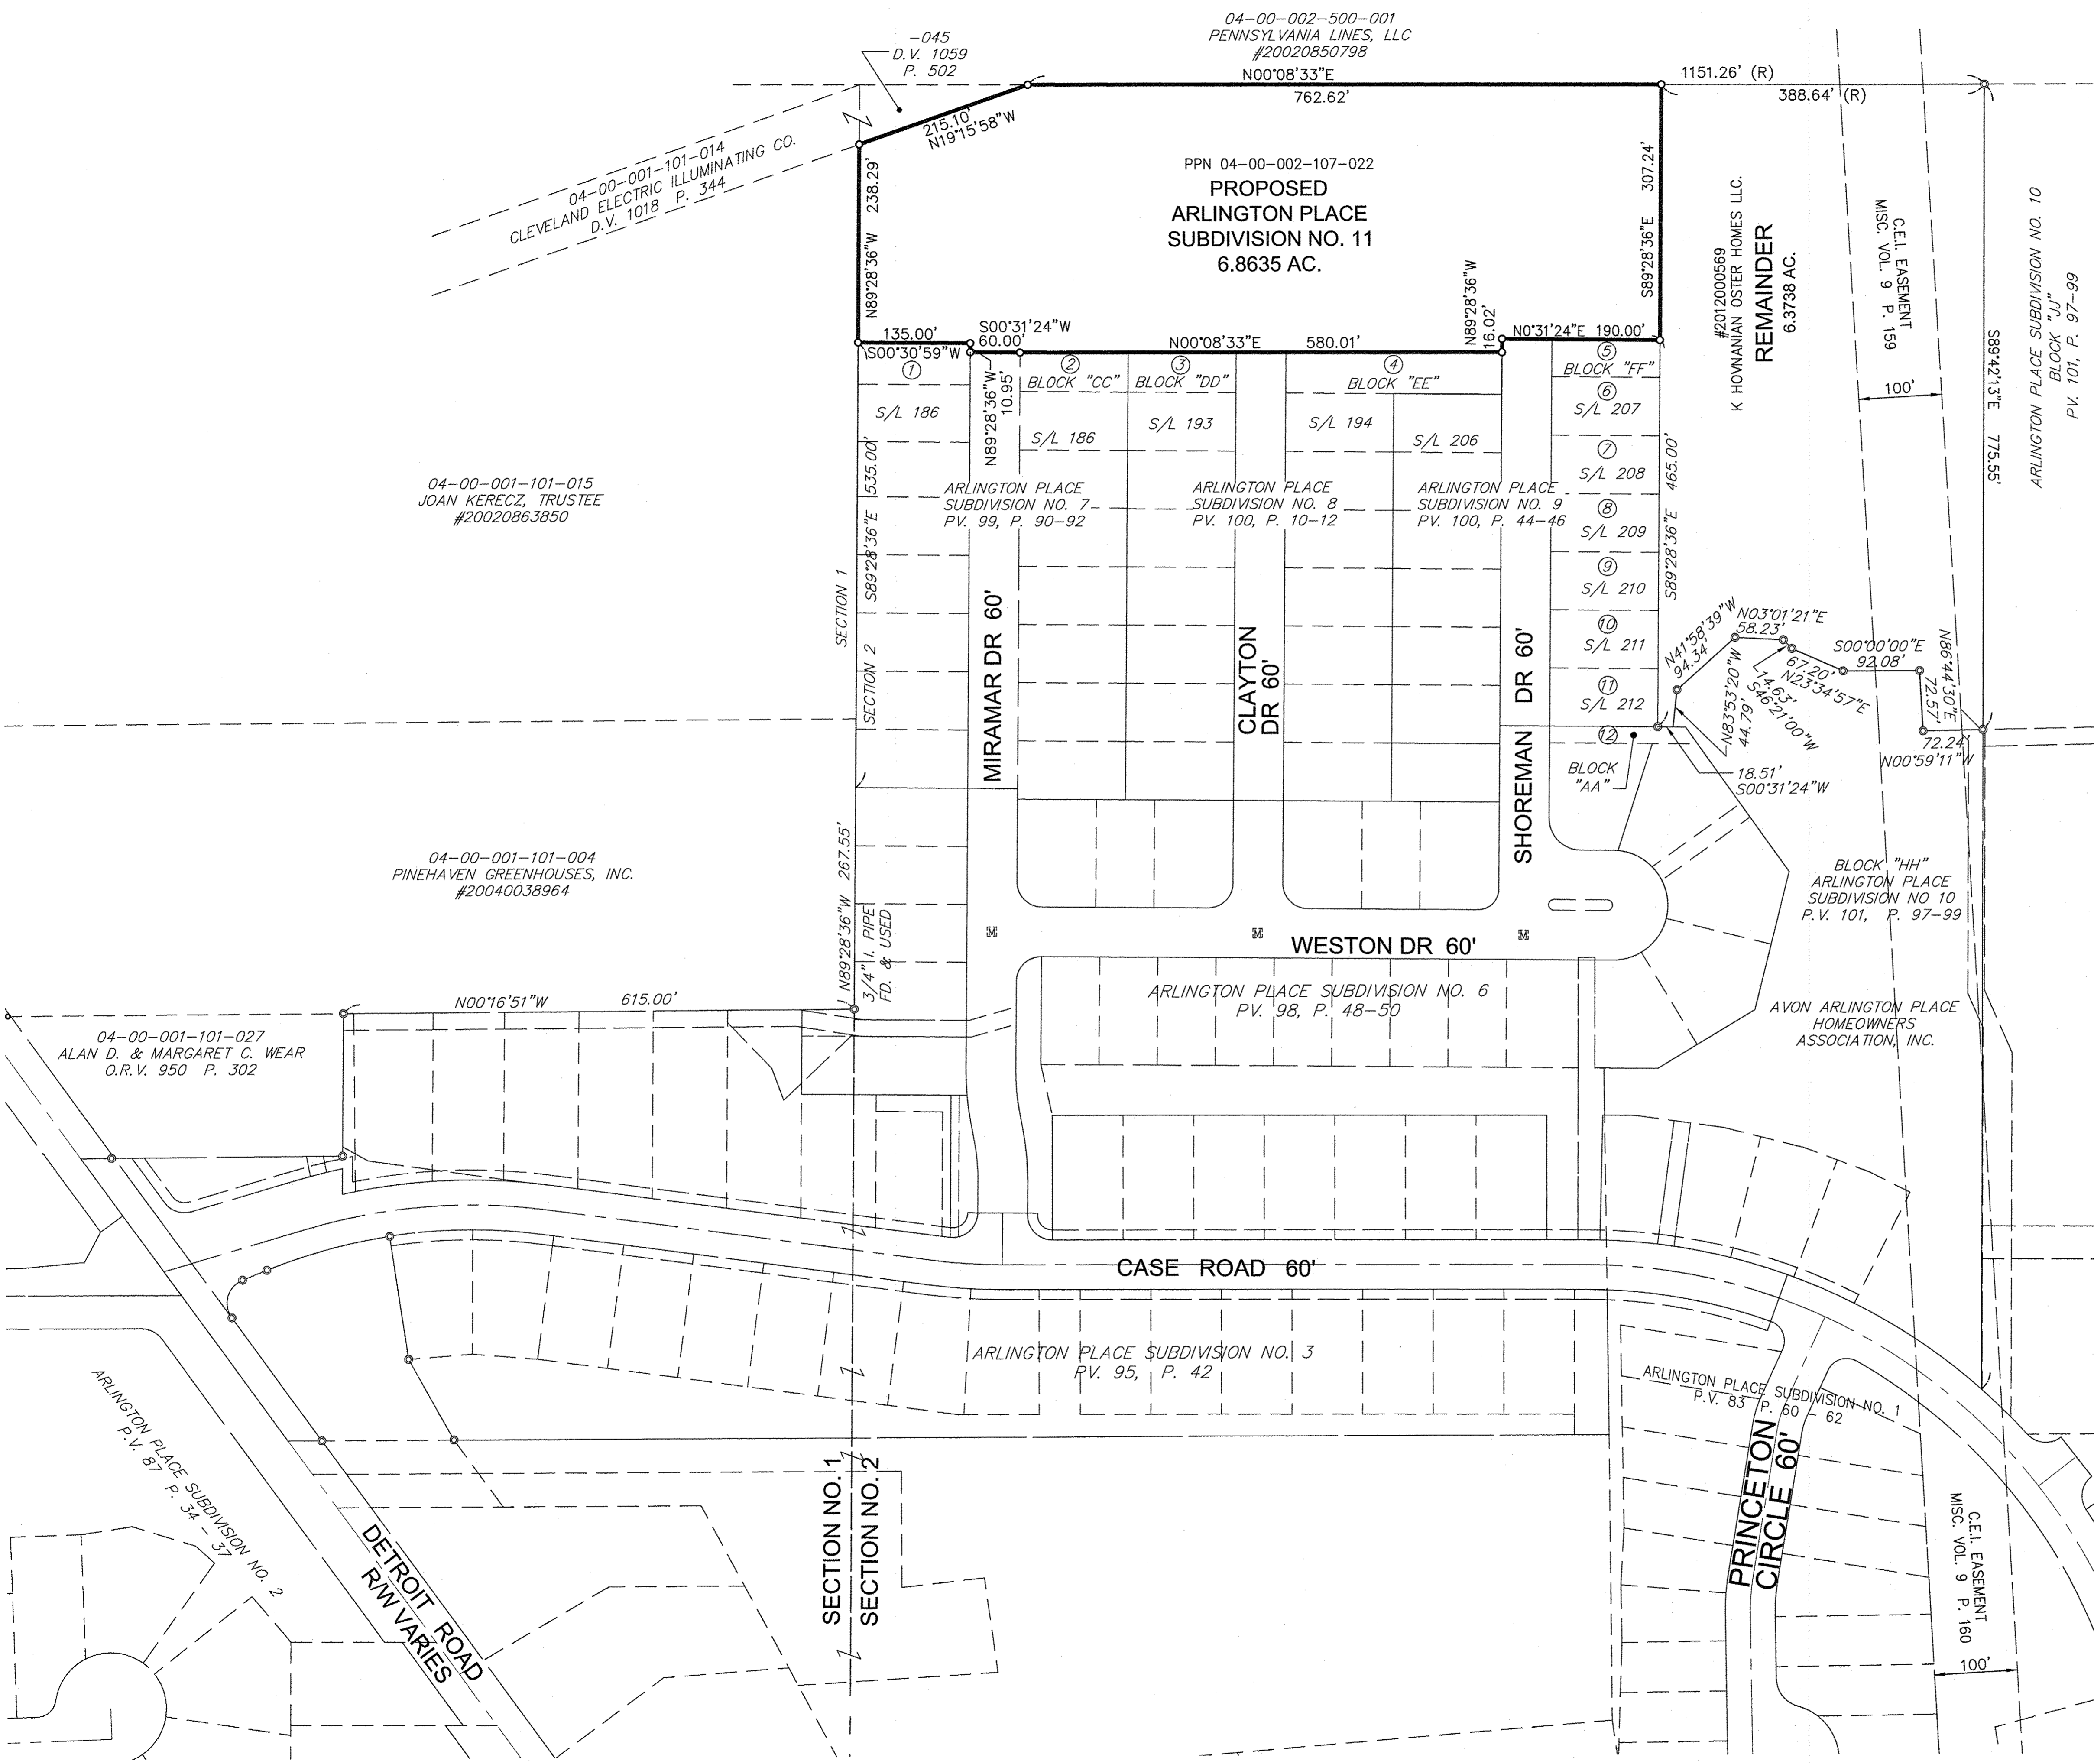 04-00-002-500-001
PENNSYLVANIA LINES, LLC
#20020850798
-045
D.V. 1059
P. 502
N00°08'33"E
762.62'
1151.26' (R)
388.64' (R)
215.10'
N19°15'58"W
04-00-001-101-014
CLEVELAND ELECTRIC ILLUMINATING CO.
D.V. 1018 P. 344
N89°28'36"W 238.29'
PPN 04-00-002-107-022
PROPOSED
ARLINGTON PLACE
SUBDIVISION NO. 11
6.8635 AC.
S89°28'36"E 307.24'
#2012000569
K HOVNANIAN OSTER HOMES LLC.
REMAINDER
6.3738 AC.
C.E.I. EASEMENT
MISC. VOL. 9 P. 159
100'
S89°42'13"E 775.55'
ARLINGTON PLACE SUBDIVISION NO. 10
BLOCK "JJ"
PV. 101, P. 97-99
135.00'
S00°30'59"W
S00°31'24"W
60.00'
N89°28'36"W
10.95'
N00°08'33"E 580.01'
N89°28'36"W
16.02'
N0°31'24"E 190.00'
1
S/L 186
2
BLOCK "CC"
S/L 186
3
BLOCK "DD"
S/L 193
4
BLOCK "EE"
S/L 194
S/L 206
5
BLOCK "FF"
6
S/L 207
7
S/L 208
8
S/L 209
9
S/L 210
10
S/L 211
11
S/L 212
12
BLOCK
"AA"
S89°28'36"E 465.00'
S89°28'36"E 535.00'
04-00-001-101-015
JOAN KERECZ, TRUSTEE
#20020863850
ARLINGTON PLACE
SUBDIVISION NO. 7
PV. 99, P. 90-92
ARLINGTON PLACE
SUBDIVISION NO. 8
PV. 100, P. 10-12
ARLINGTON PLACE
SUBDIVISION NO. 9
PV. 100, P. 44-46
SECTION 1
SECTION 2
MIRAMAR DR 60'
CLAYTON
DR 60'
SHOREMAN DR 60'
N41°58'39"W
94.34'
N03°01'21"E
58.23'
N83°53'20"W
44.79'
14.63'
S46°21'00"W
67.20'
N23°34'57"E
S00°00'00"E
92.08'
N86°44'30"E
72.57'
72.24'
N00°59'11"W
18.51'
S00°31'24"W
04-00-001-101-004
PINEHAVEN GREENHOUSES, INC.
#20040038964
N89°28'36"W 267.55'
3/4" I. PIPE
FD. & USED
BLOCK "HH"
ARLINGTON PLACE
SUBDIVISION NO 10
P.V. 101, P. 97-99
WESTON DR 60'
N00°16'51"W 615.00'
ARLINGTON PLACE SUBDIVISION NO. 6
PV. 98, P. 48-50
AVON ARLINGTON PLACE
HOMEOWNERS
ASSOCIATION, INC.
04-00-001-101-027
ALAN D. & MARGARET C. WEAR
O.R.V. 950 P. 302
CASE ROAD 60'
ARLINGTON PLACE SUBDIVISION NO. 3
PV. 95, P. 42
ARLINGTON PLACE SUBDIVISION NO. 1
P.V. 83 P. 60 - 62
ARLINGTON PLACE SUBDIVISION NO. 2
P.V. 87 P. 34 - 37
SECTION NO. 1
SECTION NO. 2
PRINCETON
CIRCLE 60'
DETROIT ROAD
R/W VARIES
C.E.I. EASEMENT
MISC. VOL. 9 P. 160
100'